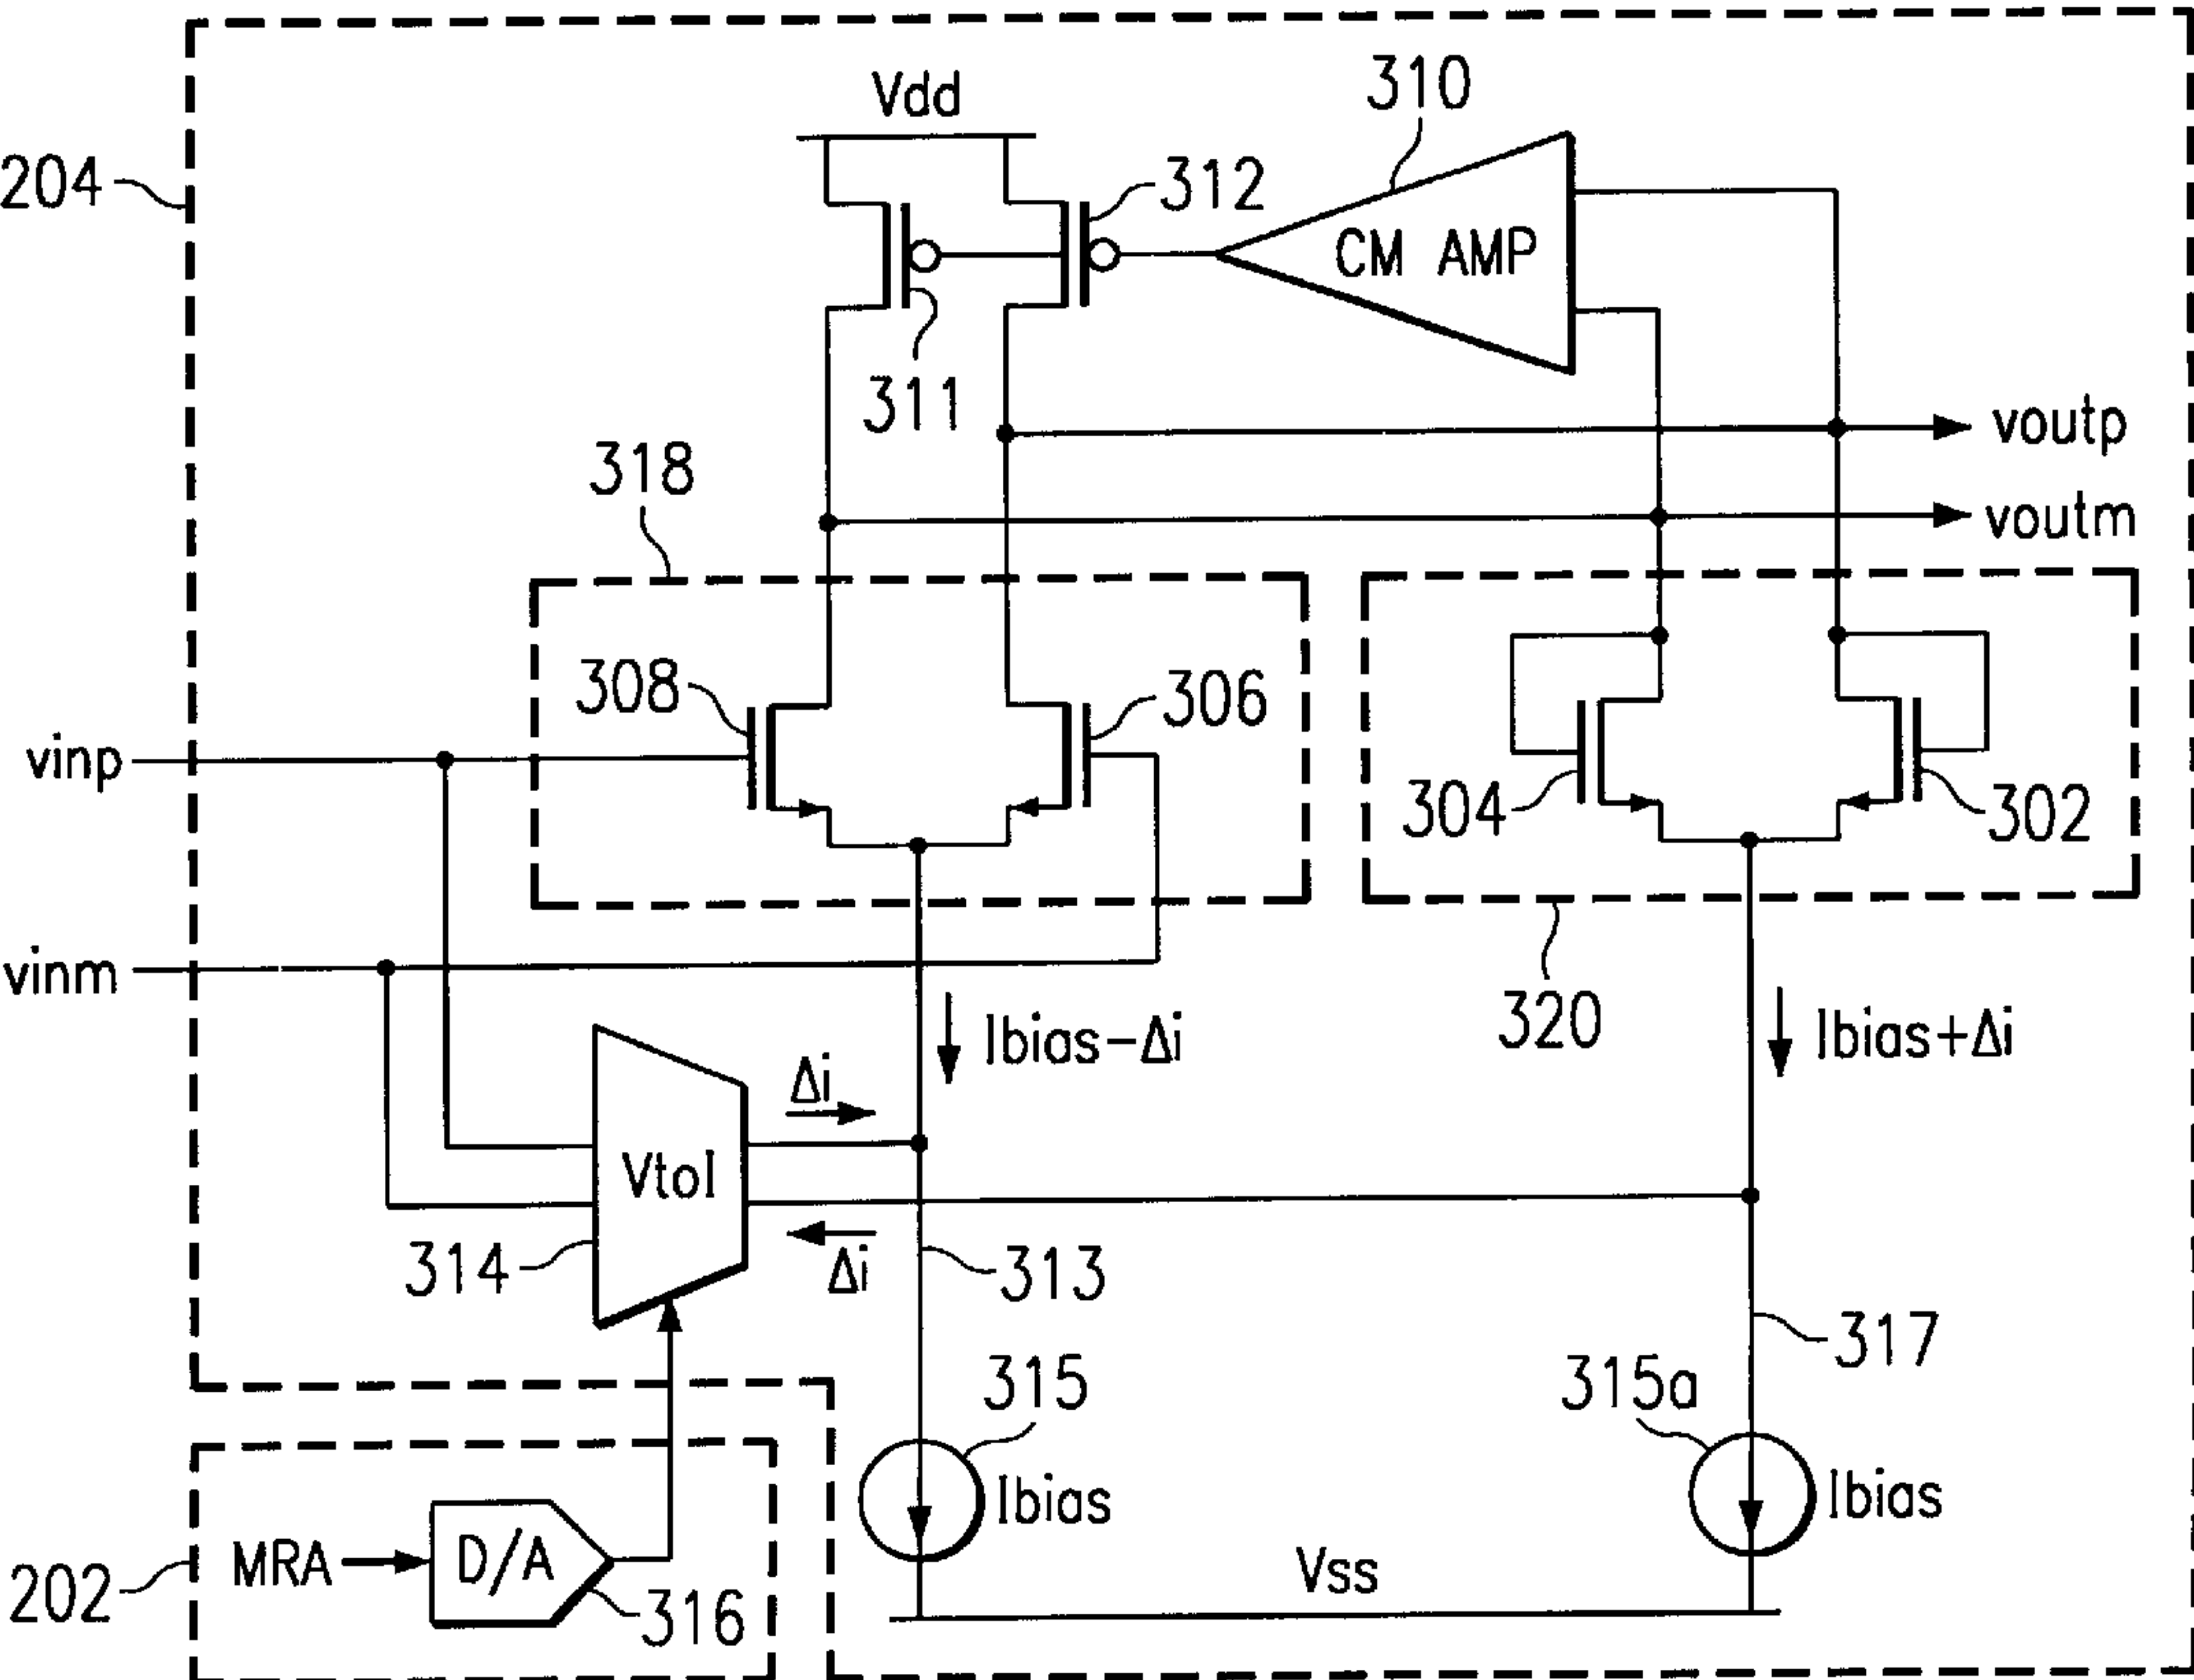 Vdd
310
204
312
CM AMP
311
voutp
318
voutm
308
306
vinp
304
302
vinm
320
Ibias-Δi
Ibias+Δi
Δi
VtoI
314
Δi
313
317
315
315a
Ibias
Ibias
MRA
D/A
Vss
202
316